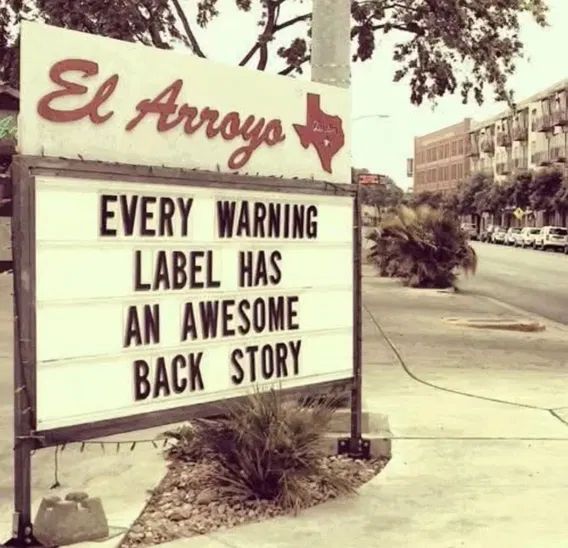 El Arroyo
EVERY WARNING
LABEL HAS
AN AWESOME
BACK STORY